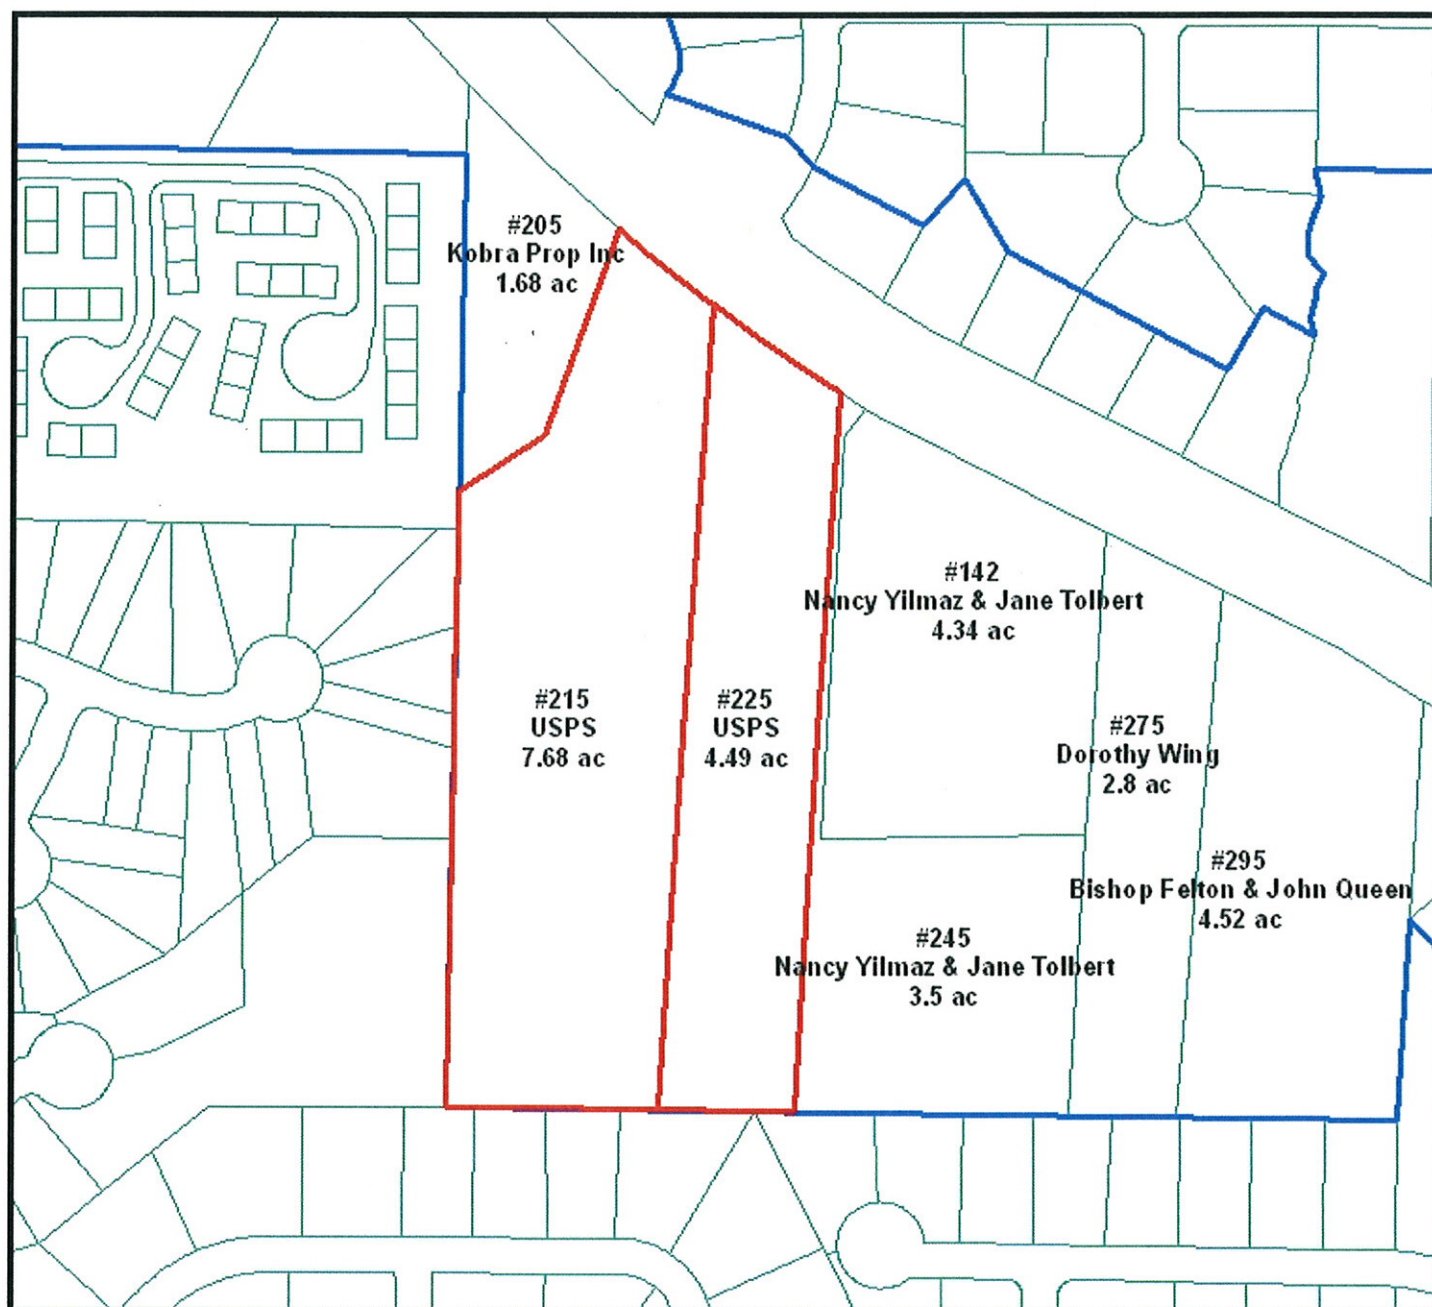 #205
Kobra Prop Inc
1.68 ac
#142
Nancy Yilmaz & Jane Tolbert
4.34 ac
#215
USPS
7.68 ac
#225
USPS
4.49 ac
#275
Dorothy Wing
2.8 ac
#295
Bishop Felton & John Queen
4.52 ac
#245
Nancy Yilmaz & Jane Tolbert
3.5 ac